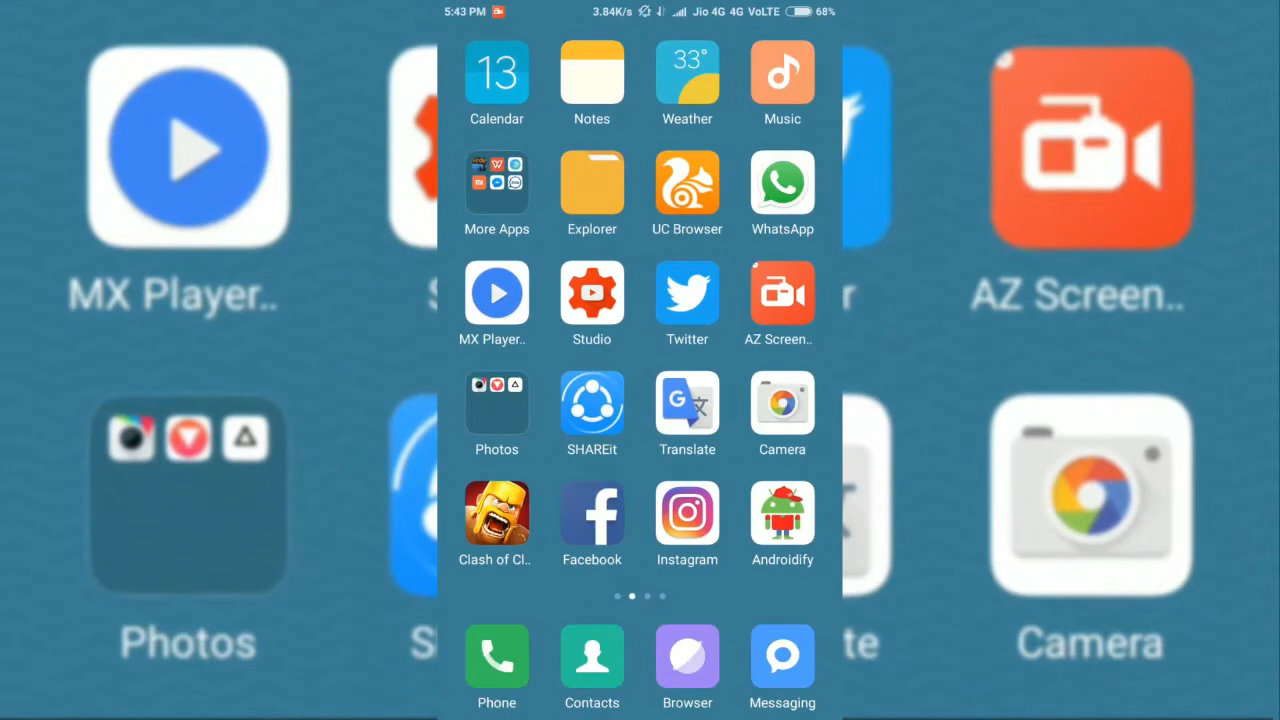 5:43 PM 3.84K/s Jio 4G 4G VoLTE 68%
13 33°
Calendar Notes Weather Music
More Apps Explorer UC Browser WhatsApp
MX Player.. Studio Twitter AZ Screen..
G 文
Photos SHAREit Translate Camera
Clash of Cl.. Facebook Instagram Androidify
Phone Contacts Browser Messaging
MX Player.. S r AZ Screen..
Photos S te Camera